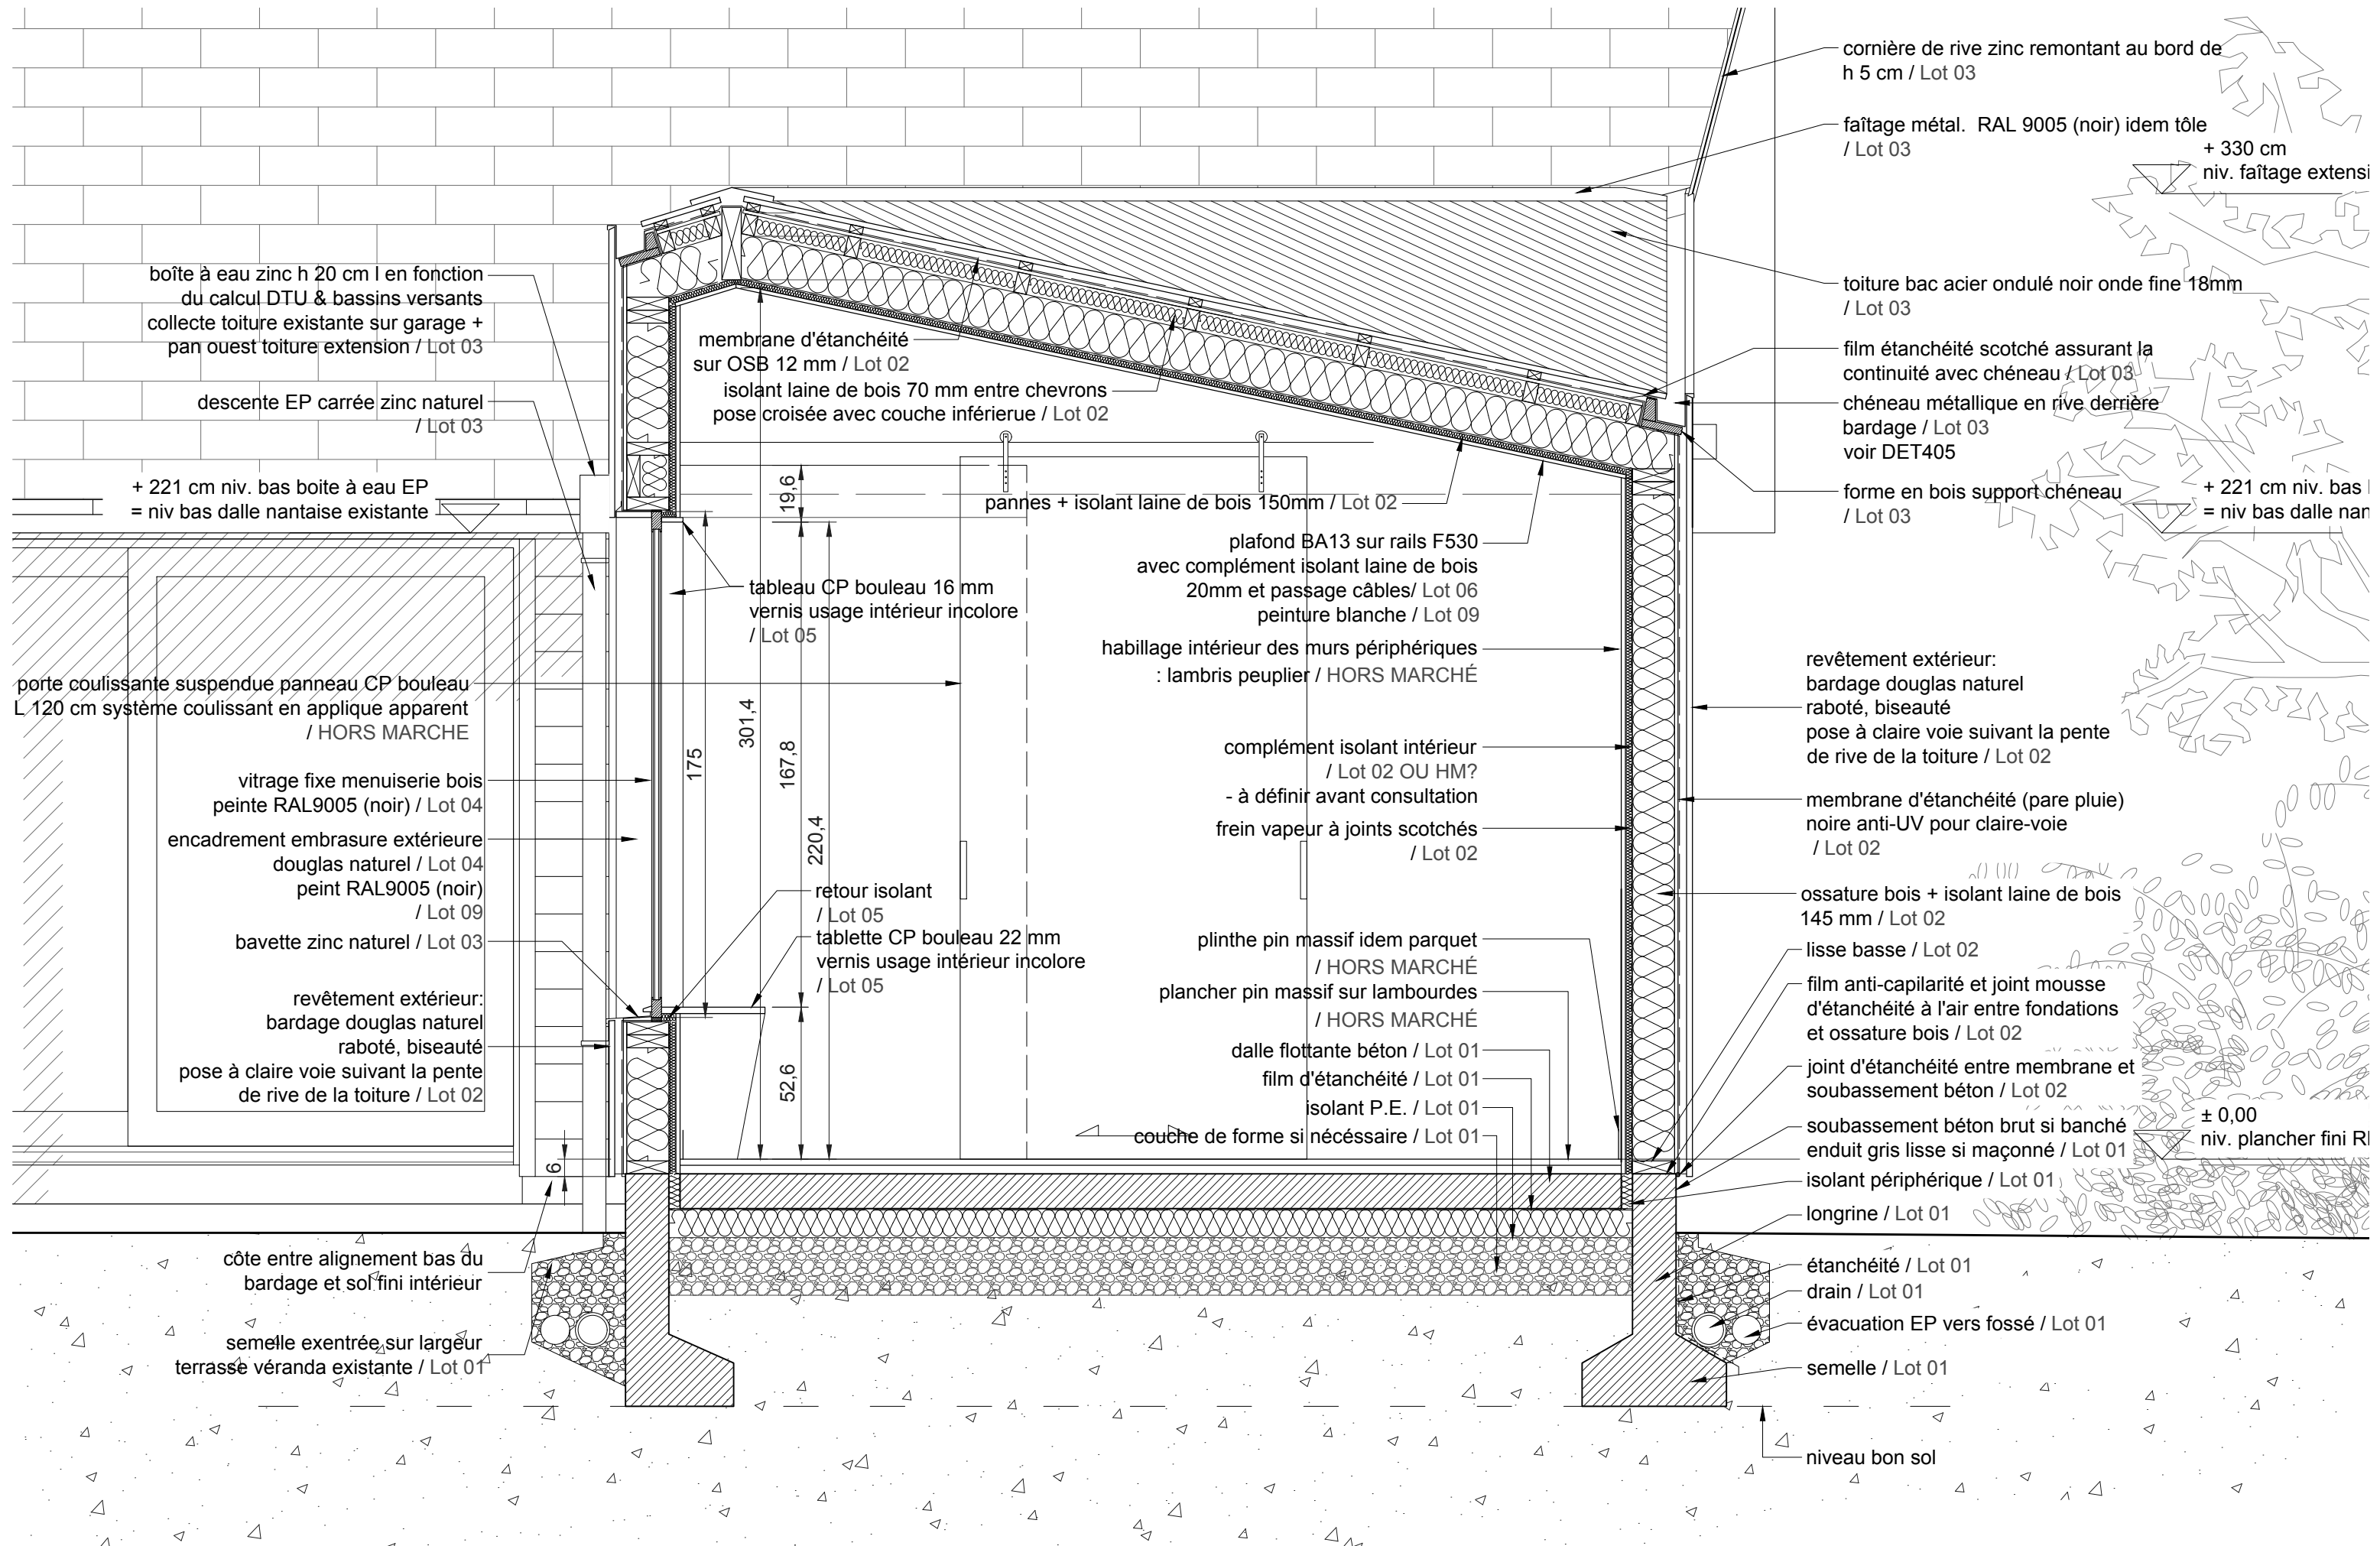 cornière de rive zinc remontant au bord de
h 5 cm / Lot 03
faîtage métal. RAL 9005 (noir) idem tôle
/ Lot 03
+ 330 cm
niv. faîtage extensi
boîte à eau zinc h 20 cm l en fonction
du calcul DTU & bassins versants
collecte toiture existante sur garage +
pan ouest toiture extension / Lot 03
descente EP carrée zinc naturel
/ Lot 03
+ 221 cm niv. bas boite à eau EP
= niv bas dalle nantaise existante
membrane d'étanchéité
sur OSB 12 mm / Lot 02
isolant laine de bois 70 mm entre chevrons
pose croisée avec couche inférierue / Lot 02
toiture bac acier ondulé noir onde fine 18mm
/ Lot 03
film étanchéité scotché assurant la
continuité avec chéneau / Lot 03
chéneau métallique en rive derrière
bardage / Lot 03
voir DET405
forme en bois support chéneau
/ Lot 03
+ 221 cm niv. bas
= niv bas dalle nan
19,6
pannes + isolant laine de bois 150mm / Lot 02
plafond BA13 sur rails F530
avec complément isolant laine de bois
20mm et passage câbles/ Lot 06
peinture blanche / Lot 09
tableau CP bouleau 16 mm
vernis usage intérieur incolore
/ Lot 05
habillage intérieur des murs périphériques
: lambris peuplier / HORS MARCHÉ
porte coulissante suspendue panneau CP bouleau
L 120 cm système coulissant en applique apparent
/ HORS MARCHE
175
301,4
167,8
220,4
complément isolant intérieur
/ Lot 02 OU HM?
- à définir avant consultation
frein vapeur à joints scotchés
/ Lot 02
revêtement extérieur:
bardage douglas naturel
raboté, biseauté
pose à claire voie suivant la pente
de rive de la toiture / Lot 02
membrane d'étanchéité (pare pluie)
noire anti-UV pour claire-voie
/ Lot 02
vitrage fixe menuiserie bois
peinte RAL9005 (noir) / Lot 04
encadrement embrasure extérieure
douglas naturel / Lot 04
peint RAL9005 (noir)
/ Lot 09
bavette zinc naturel / Lot 03
retour isolant
/ Lot 05
tablette CP bouleau 22 mm
vernis usage intérieur incolore
/ Lot 05
ossature bois + isolant laine de bois
145 mm / Lot 02
lisse basse / Lot 02
film anti-capilarité et joint mousse
d'étanchéité à l'air entre fondations
et ossature bois / Lot 02
joint d'étanchéité entre membrane et
soubassement béton / Lot 02
plinthe pin massif idem parquet
/ HORS MARCHÉ
plancher pin massif sur lambourdes
/ HORS MARCHÉ
dalle flottante béton / Lot 01
film d'étanchéité / Lot 01
isolant P.E. / Lot 01
couche de forme si nécéssaire / Lot 01
revêtement extérieur:
bardage douglas naturel
raboté, biseauté
pose à claire voie suivant la pente
de rive de la toiture / Lot 02
52,6
6
± 0,00
niv. plancher fini R
soubassement béton brut si banché
enduit gris lisse si maçonné / Lot 01
isolant périphérique / Lot 01
longrine / Lot 01
étanchéité / Lot 01
drain / Lot 01
évacuation EP vers fossé / Lot 01
semelle / Lot 01
niveau bon sol
côte entre alignement bas du
bardage et sol fini intérieur
semelle exentrée sur largeur
terrasse véranda existante / Lot 01